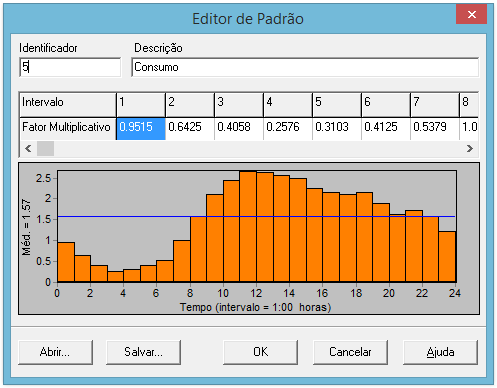 Editor de Padrão
Identificador Descrição
5 Consumo
Intervalo 1 2 3 4 5 6 7 8
Fator Multiplicativo 0.9515 0.6425 0.4058 0.2576 0.3103 0.4125 0.5379 1.0
Méd. = 1.57
2.5
2
1.5
1
0.5
0
0 2 4 6 8 10 12 14 16 18 20 22 24
Tempo (intervalo = 1:00 horas)
Abrir... Salvar... OK Cancelar Ajuda